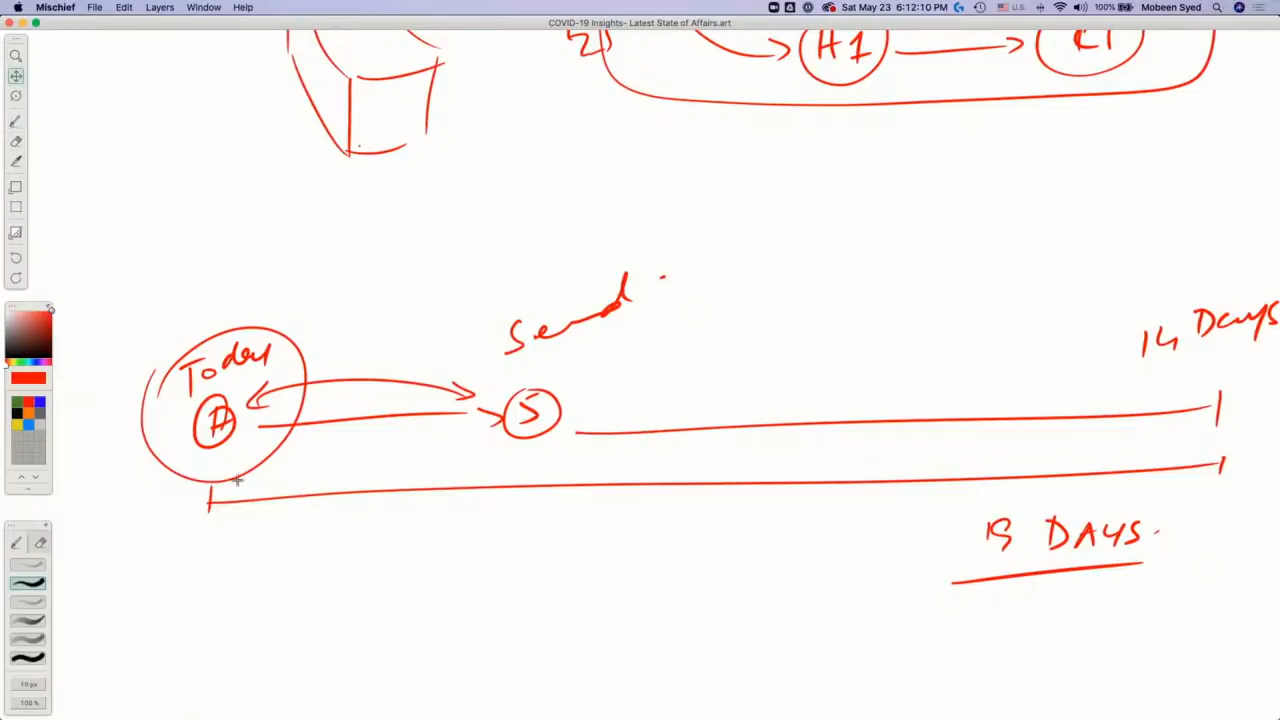 Mischief File Edit Layers Window Help
100% Sat May 23 6:12:10 PM U.S. 100% Mobeen Syed
COVID-19 Insights- Latest State of Affairs.art
H1
Send
14 Days
Today
A
S
DAYS.
10 px
100 %